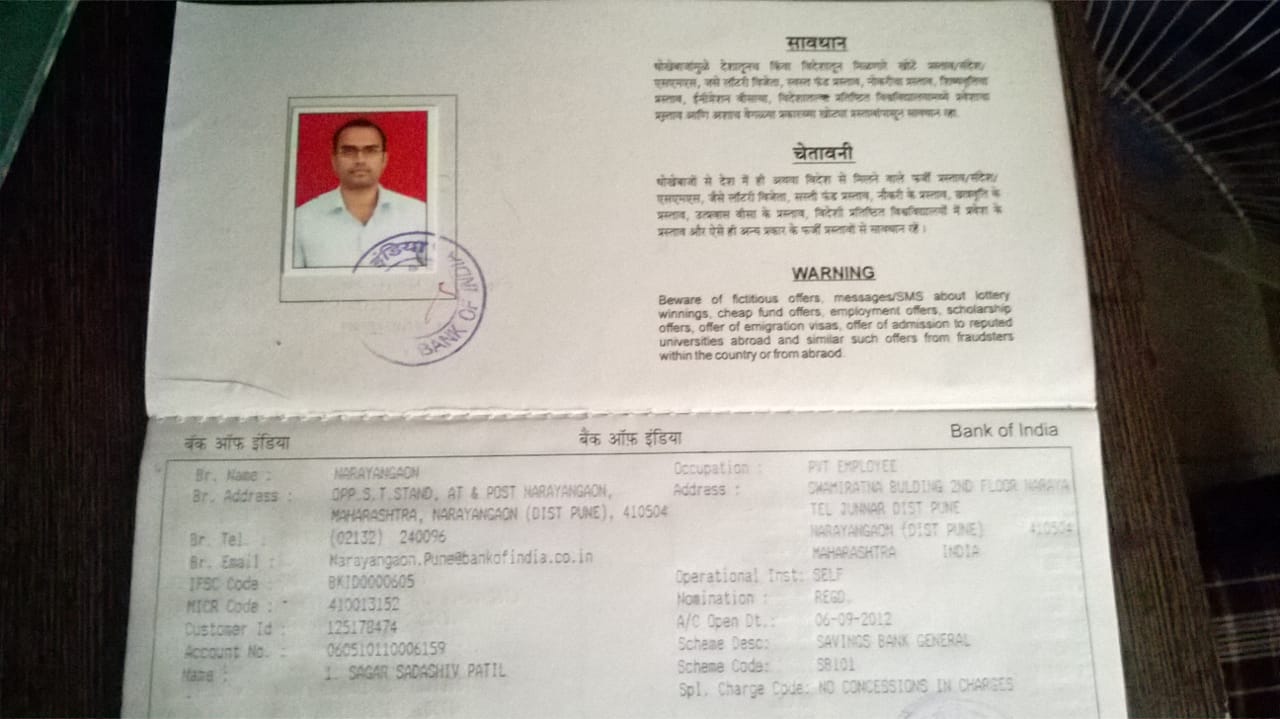 सावधान
धोखेबाजांमुळे देशातूनच किंवा विदेशातून मिळणारे खोटे प्रस्ताव/संदेश/
एसएमएस, जसे लॉटरी विजेता, स्वस्त फंड प्रस्ताव, नोकरीचा प्रस्ताव, शिष्यवृत्तिचा
प्रस्ताव, ईमीग्रेशन वीसाचा, विदेशातल्या प्रतिष्ठित विश्वविद्यालयामध्ये प्रवेशाचा
प्रस्ताव आणि अशाच वेगळ्या प्रकारच्या खोट्या प्रस्तावांपासून सावधान रहा.
चेतावनी
धोखेबाजों से देश में ही अथवा विदेश से मिलने वाले फर्जी प्रस्ताव/संदेश/
एसएमएस, जैसे लॉटरी विजेता, सस्ती फंड प्रस्ताव, नौकरी के प्रस्ताव, छात्रवृत्ति के
प्रस्ताव, उत्प्रवास वीसा के प्रस्ताव, विदेशी प्रतिष्ठित विश्वविद्यालयों में प्रवेश के
प्रस्ताव और ऐसे ही अन्य प्रकार के फर्जी प्रस्तावों से सावधान रहें।
WARNING
Beware of fictitious offers, messages/SMS about lottery
winnings, cheap fund offers, employment offers, scholarship
offers, offer of emigration visas, offer of admission to reputed
universities abroad and similar such offers from fraudsters
within the country or from abraod.
इंडिया
BANK OF INDIA
बँक ऑफ इंडिया बैंक ऑफ़ इंडिया Bank of India
Br. Name : NARAYANGAON
Br. Address : OPP.S.T.STAND, AT & POST NARAYANGAON,
MAHARASHTRA, NARAYANGAON (DIST PUNE), 410504
Br. Tel. : (02132) 240096
Br. Email : Narayangaon.Pune@bankofindia.co.in
IFSC Code : BKID0000605
MICR Code : 410013152
Customer Id : 125178474
Account No. : 060510110006159
Name : 1. SAGAR SADASHIV PATIL
Occupation : PVT EMPLOYEE
Address : SWAMIRATNA BULDING 2ND FLOOR NARAYA
TEL JUNNAR DIST PUNE
NARAYANGAON (DIST PUNE) 410504
MAHARASHTRA INDIA
Operational Inst: SELF
Nomination : REGD.
A/C Open Dt.: 06-09-2012
Scheme Desc: SAVINGS BANK GENERAL
Scheme Code: SB101
Spl. Charge Code: NO CONCESSIONS IN CHARGES